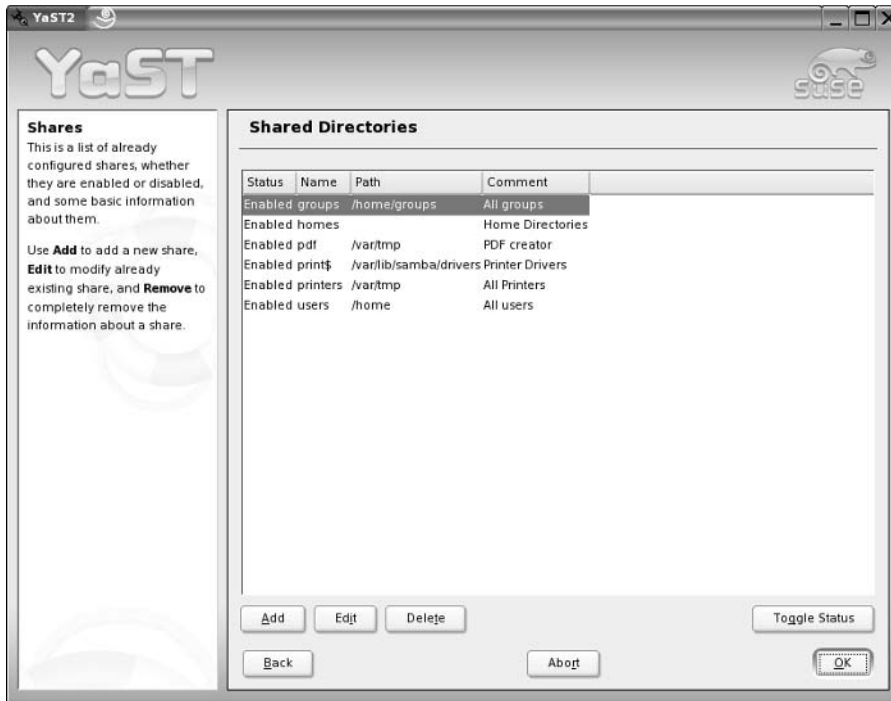 YaST2
YaST
suse
Shares
This is a list of already
configured shares, whether
they are enabled or disabled,
and some basic information
about them.
Use Add to add a new share,
Edit to modify already
existing share, and Remove to
completely remove the
information about a share.
Shared Directories
Status Name Path Comment
Enabled groups /home/groups All groups
Enabled homes Home Directories
Enabled pdf /var/tmp PDF creator
Enabled print$ /var/lib/samba/drivers Printer Drivers
Enabled printers /var/tmp All Printers
Enabled users /home All users
Add Edit Delete Toggle Status
Back Abort OK